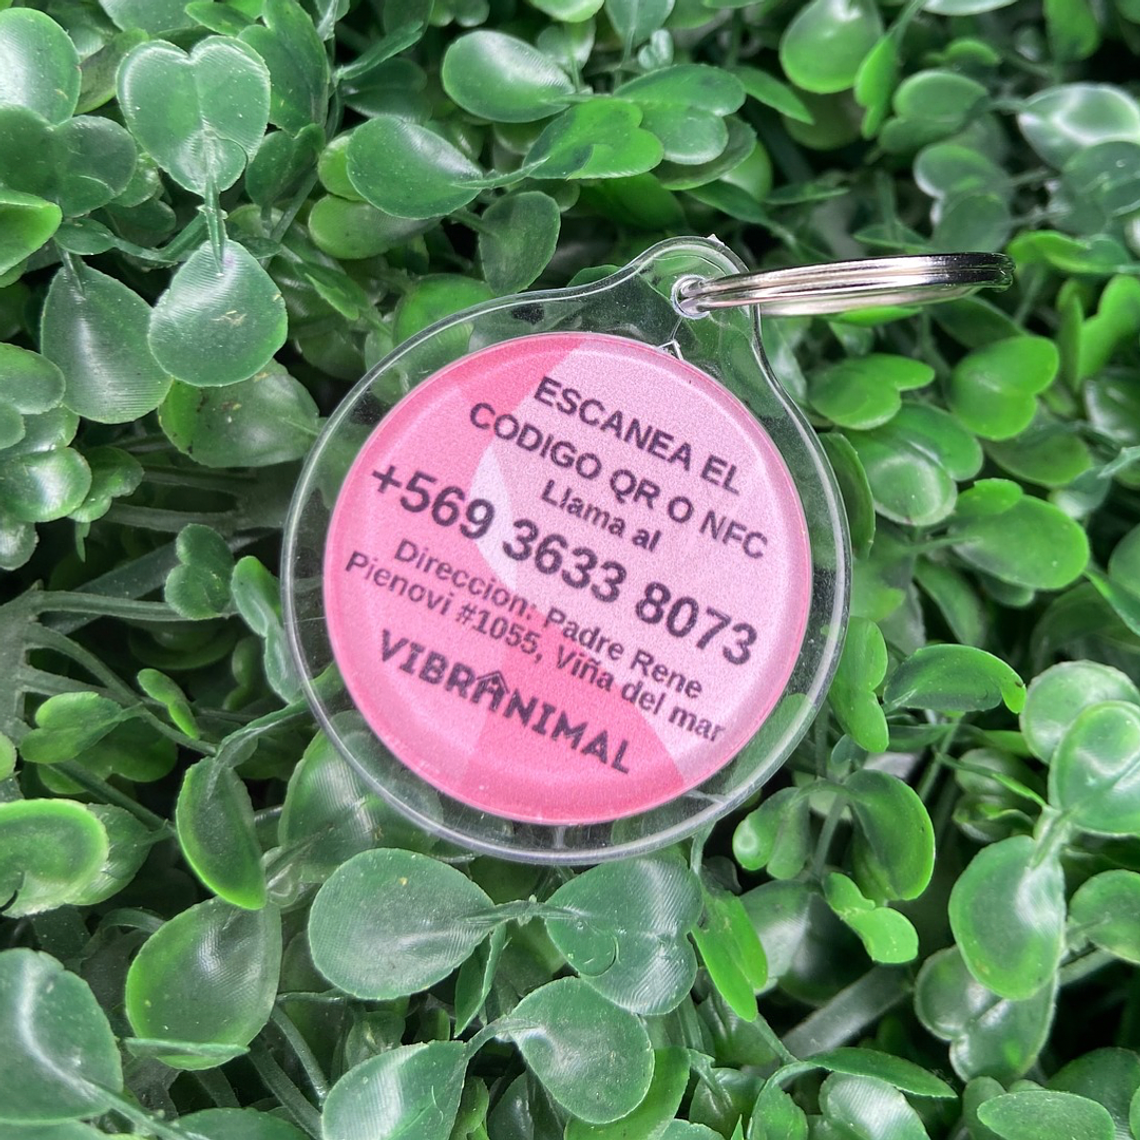 ESCANEA EL
CODIGO QR O NFC
Llama al
+569 3633 8073
Direccion: Padre Rene
Pienovi #1055, Viña del mar
VIBRANIMAL